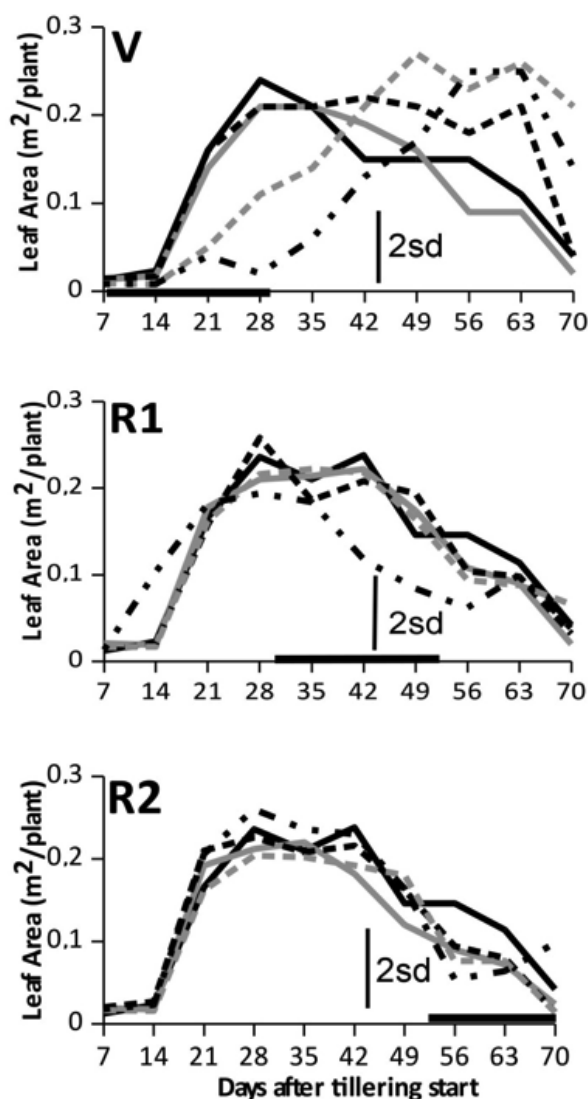 V
Leaf Area (m²/plant)
0.3
0.2
0.1
0
2sd
7 14 21 28 35 42 49 56 63 70
R1
Leaf Area (m²/plant)
0,3
0.2
0.1
0
2sd
7 14 21 28 35 42 49 56 63 70
R2
Leaf Area (m²/plant)
0.3
0.2
0.1
0
2sd
7 14 21 28 35 42 49 56 63 70
Days after tillering start